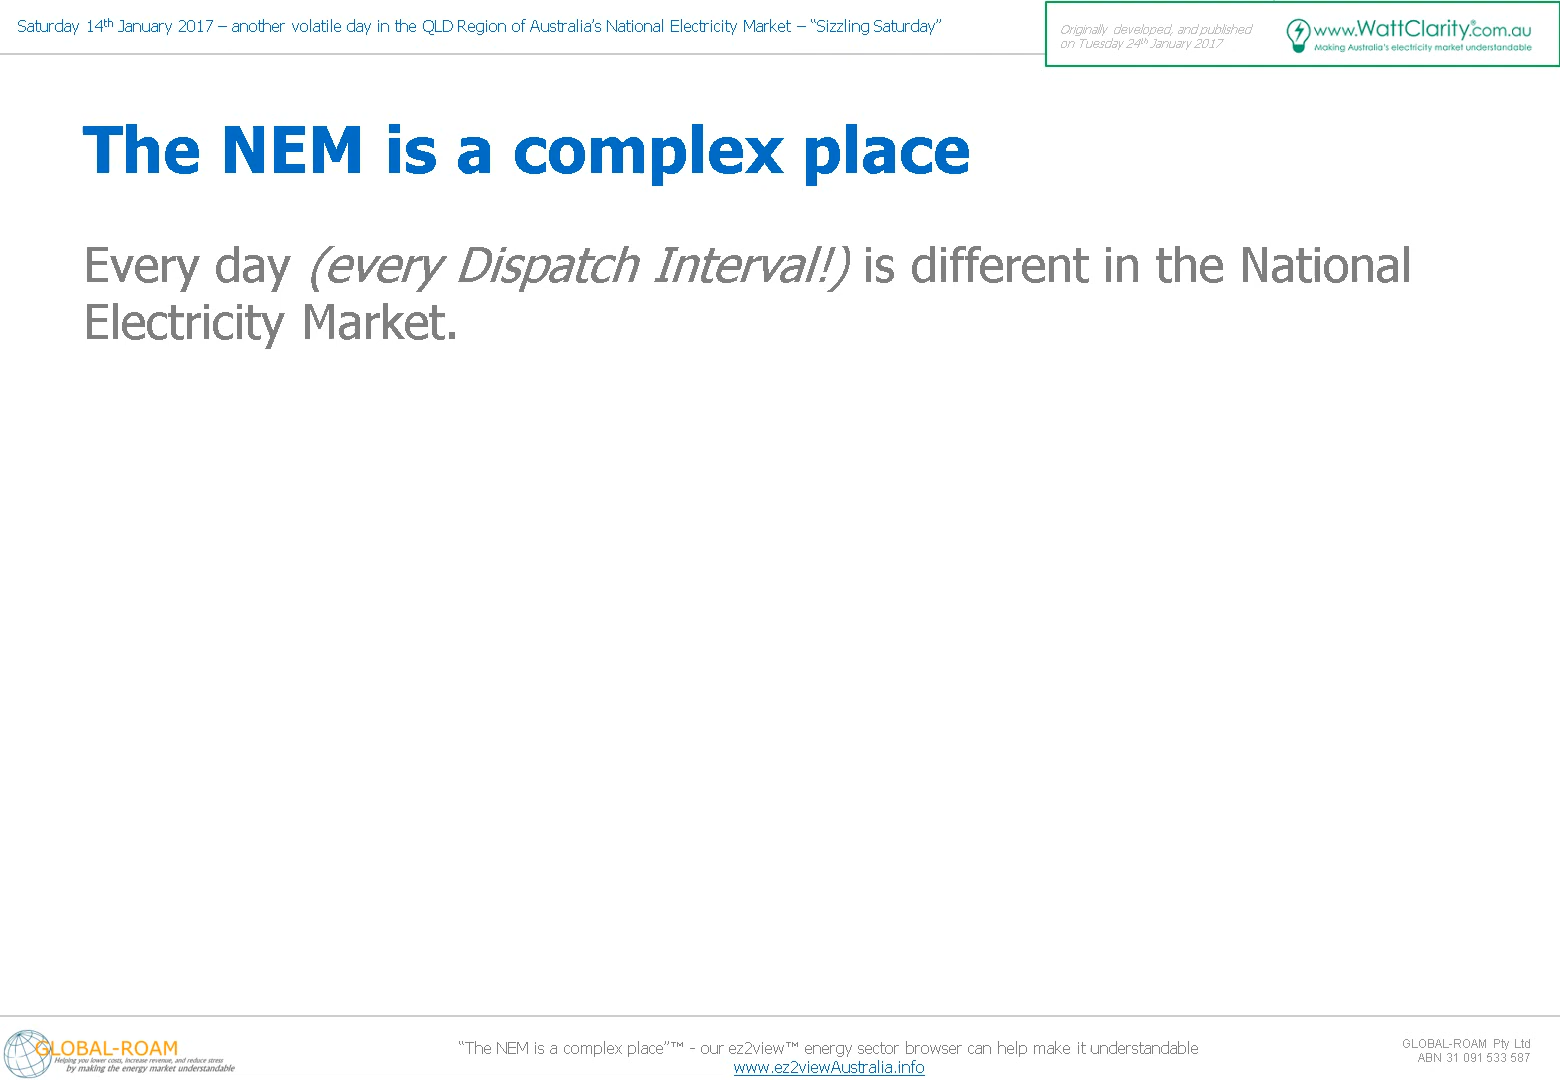 Saturday 14th January 2017 – another volatile day in the QLD Region of Australia’s National Electricity Market – “Sizzling Saturday”
Originally developed, and published
on Tuesday 24th January 2017
www.WattClarity®.com.au
Making Australia's electricity market understandable
The NEM is a complex place
Every day (every Dispatch Interval!) is different in the National
Electricity Market.
GLOBAL-ROAM
Helping you lower costs, increase revenue, and reduce stress
by making the energy market understandable
“The NEM is a complex place”™ - our ez2view™ energy sector browser can help make it understandable
www.ez2viewAustralia.info
GLOBAL-ROAM Pty Ltd
ABN 31 091 533 587